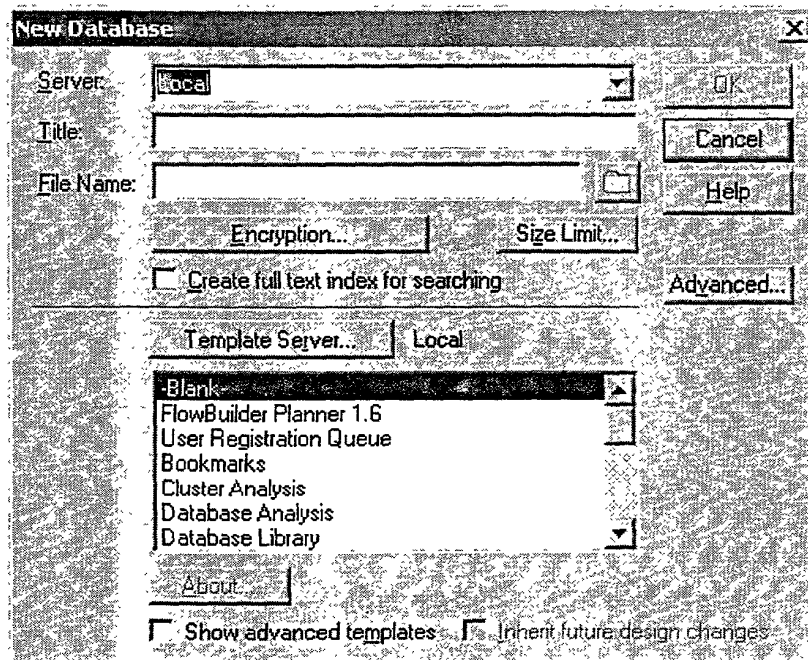 New Database
Server: Local
OK
Title:
Cancel
File Name:
Help
Encryption... Size Limit...
Create full text index for searching
Advanced...
Template Server... Local
-Blank-
FlowBuilder Planner 1.6
User Registration Queue
Bookmarks
Cluster Analysis
Database Analysis
Database Library
About...
Show advanced templates Inherit future design changes